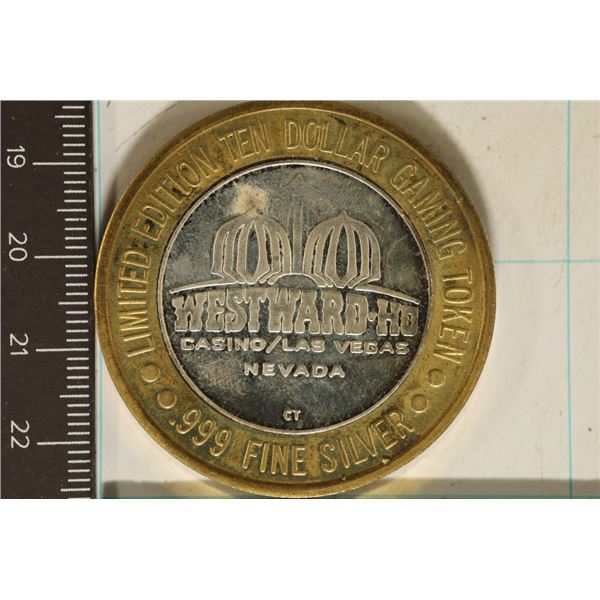 19
20
21
22
LIMITED EDITION TEN DOLLAR GAMING TOKEN
WESTWARD·HO
CASINO/LAS VEGAS
NEVADA
CT
.999 FINE SILVER